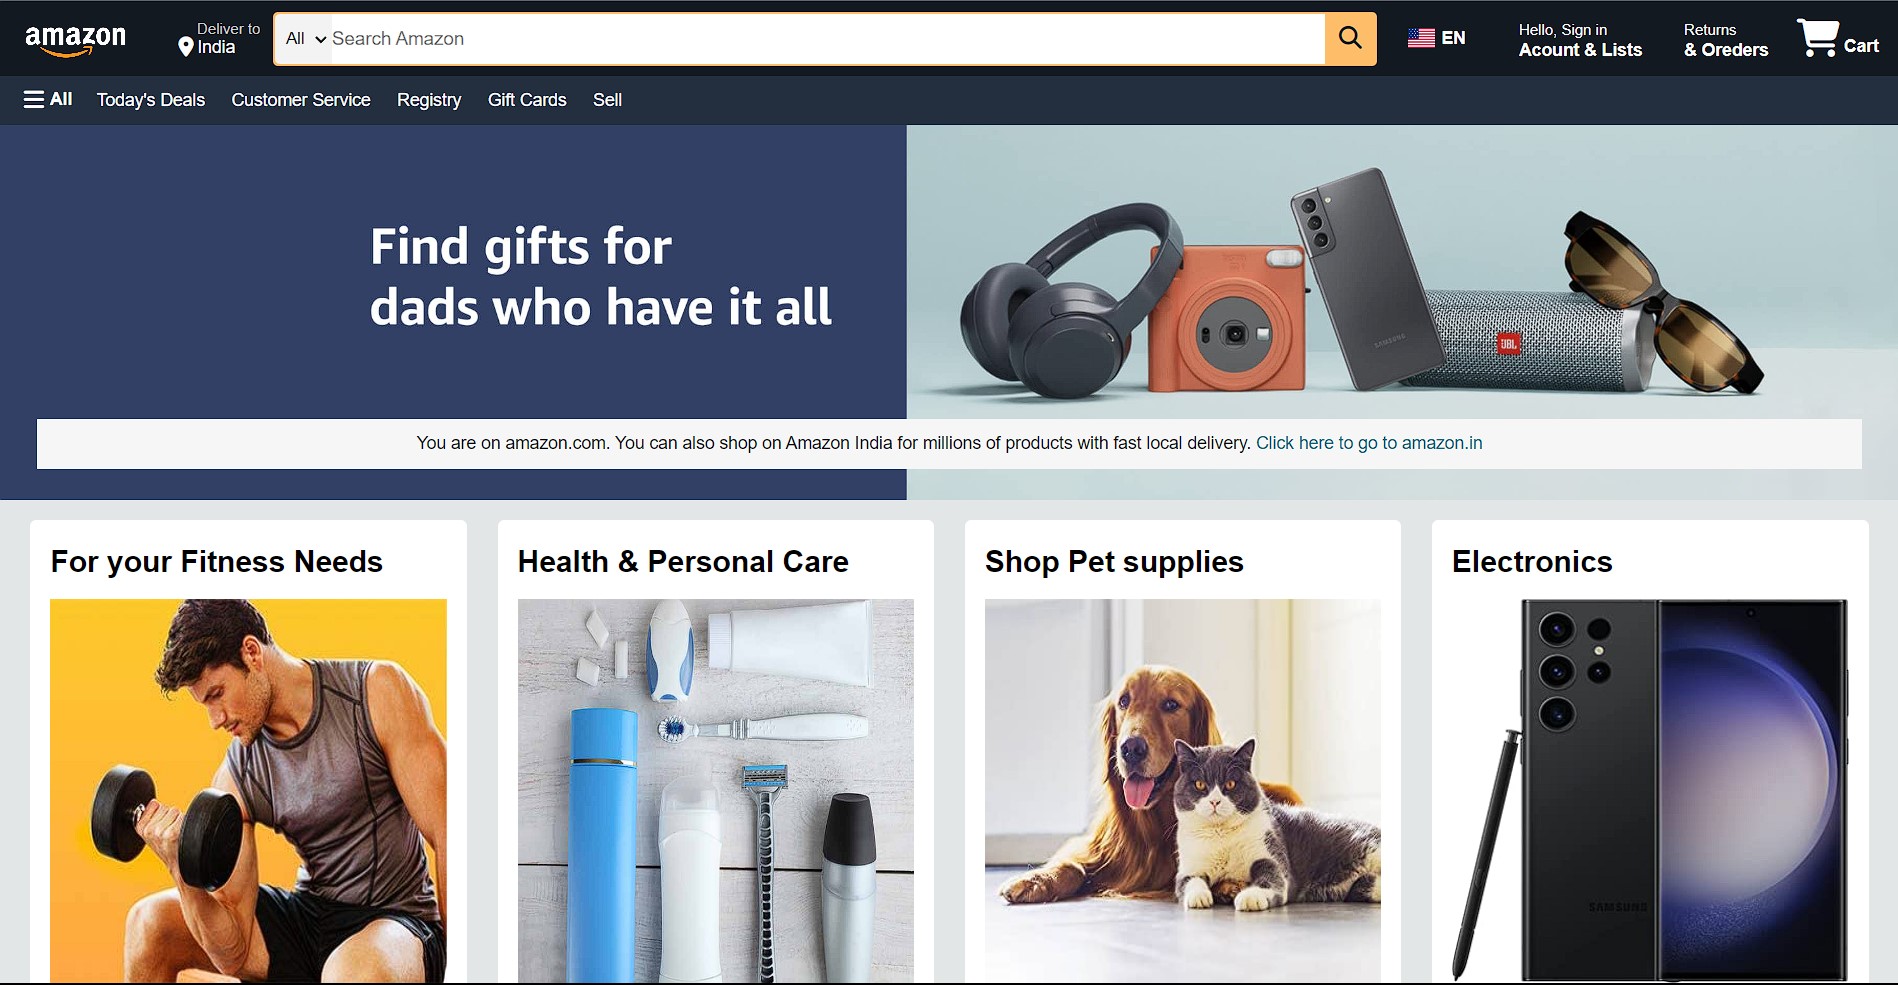 amazon
Deliver to
India
All
Search Amazon
EN
Hello, Sign in
Acount & Lists
Returns
& Oreders
Cart
All
Today's Deals
Customer Service
Registry
Gift Cards
Sell
Find gifts for
dads who have it all
SAMSUNG
JBL
You are on amazon.com. You can also shop on Amazon India for millions of products with fast local delivery. Click here to go to amazon.in
For your Fitness Needs
Health & Personal Care
Shop Pet supplies
Electronics
SAMSUNG